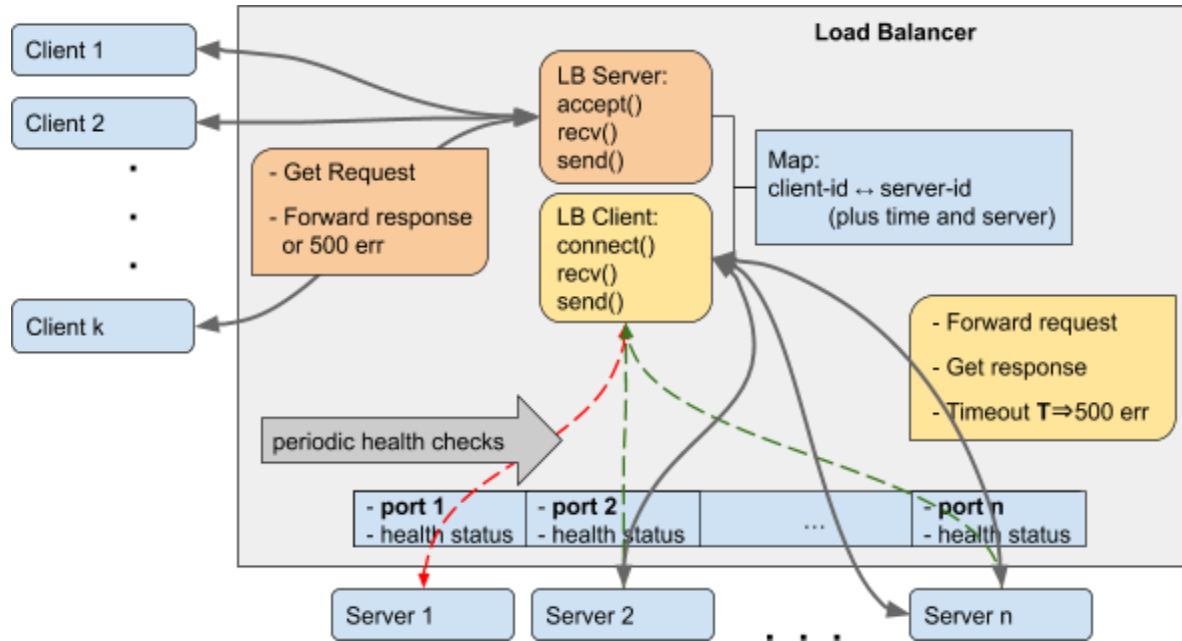 Load Balancer
Client 1
Client 2
Client k
LB Server:
accept()
recv()
send()
- Get Request
- Forward response
or 500 err
Map:
client-id ↔ server-id
(plus time and server)
LB Client:
connect()
recv()
send()
- Forward request
- Get response
- Timeout T⇒500 err
periodic health checks
- port 1
- health status
- port 2
- health status
...
- port n
- health status
Server 1
Server 2
Server n